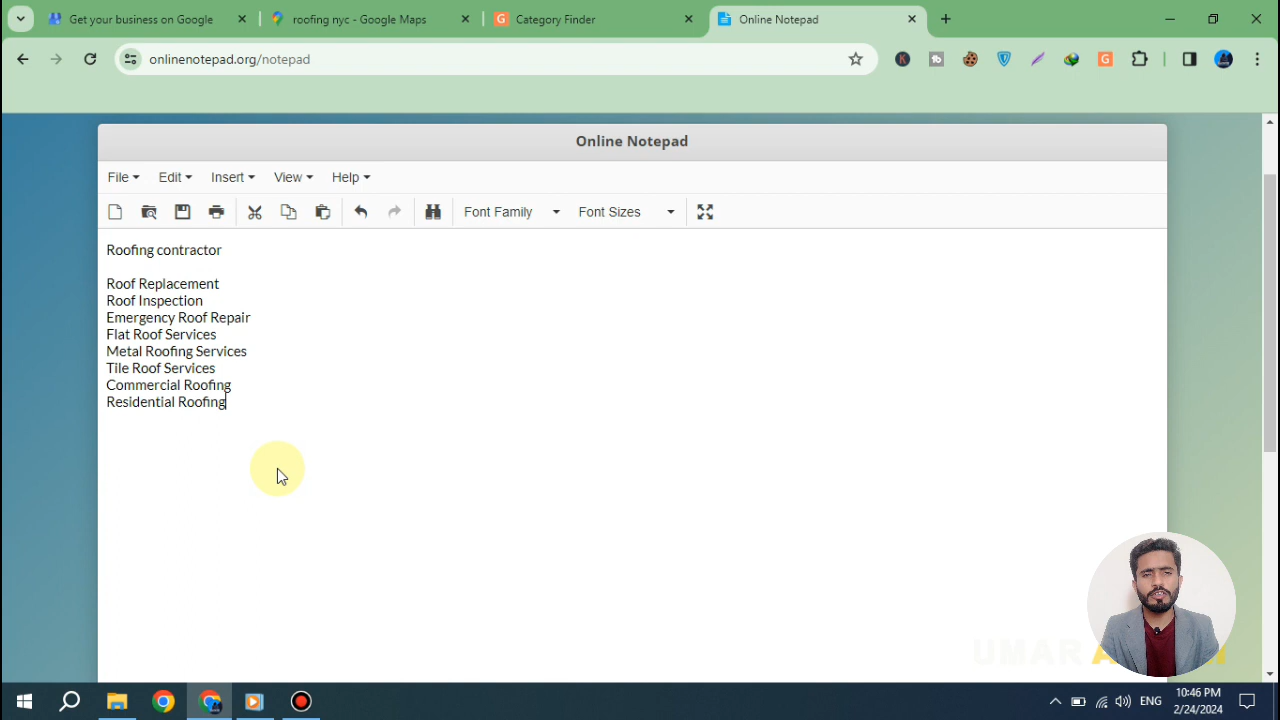 Get your business on Google
roofing nyc - Google Maps
Category Finder
Online Notepad
onlinenotepad.org/notepad
Online Notepad
File Edit Insert View Help
Font Family Font Sizes
Roofing contractor
Roof Replacement
Roof Inspection
Emergency Roof Repair
Flat Roof Services
Metal Roofing Services
Tile Roof Services
Commercial Roofing
Residential Roofing
UMAR
ENG
10:46 PM
2/24/2024